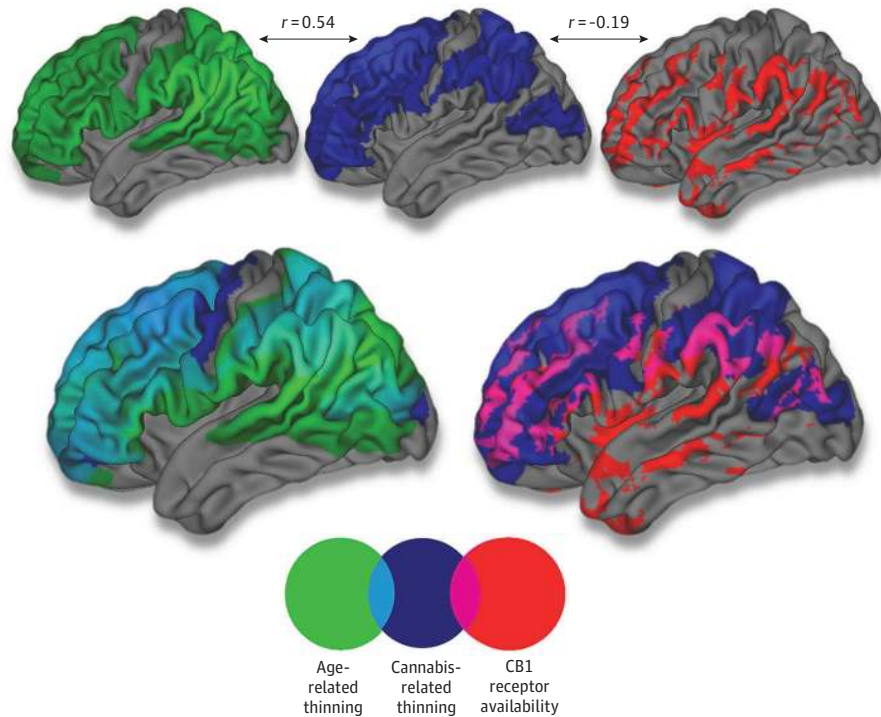 r=0.54
r=-0.19
Age-
related
thinning
Cannabis-
related
thinning
CB1
receptor
availability